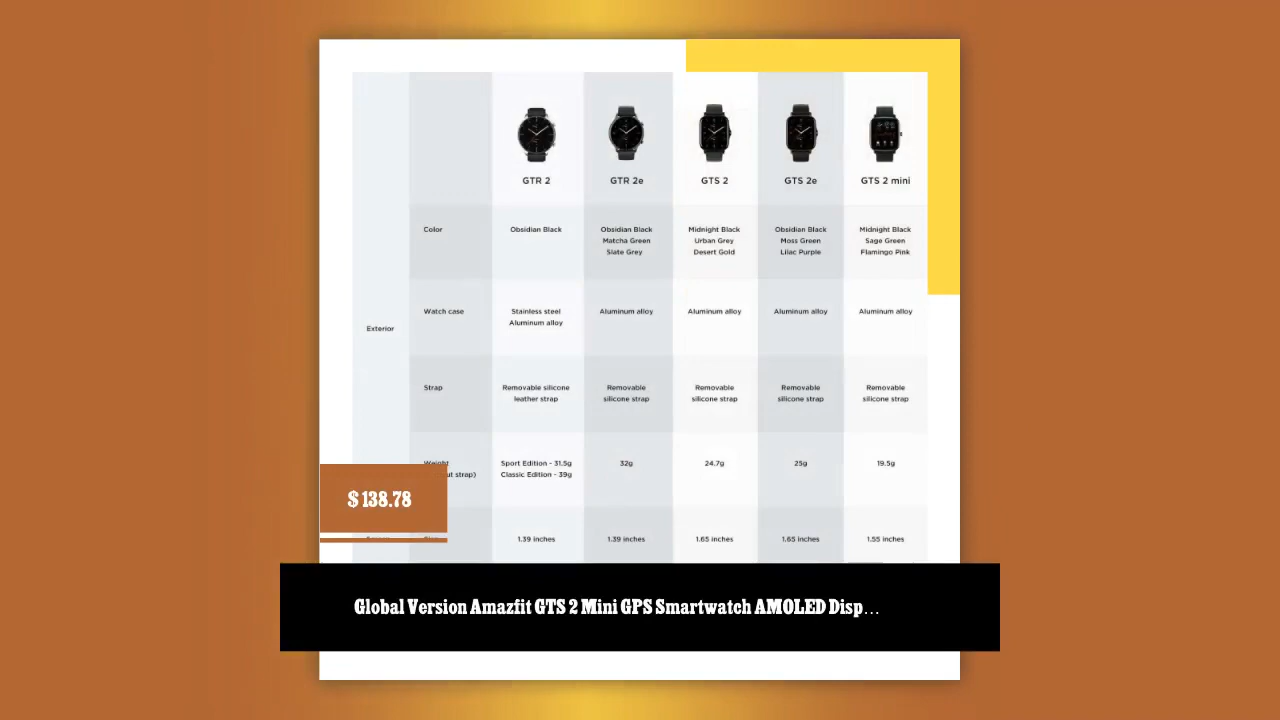 GTR 2 GTR 2e GTS 2 GTS 2e GTS 2 mini
Color Obsidian Black Obsidian Black Midnight Black Obsidian Black Midnight Black
Matcha Green Urban Grey Moss Green Sage Green
Slate Grey Desert Gold Lilac Purple Flamingo Pink
Watch case Stainless steel Aluminum alloy Aluminum alloy Aluminum alloy Aluminum alloy
Aluminum alloy
Exterior
Strap Removable silicone Removable Removable Removable Removable
leather strap silicone strap silicone strap silicone strap silicone strap
Weight Sport Edition - 31.5g 32g 24.7g 25g 19.5g
ut strap) Classic Edition - 39g
$ 138.78
1.39 inches 1.39 inches 1.65 inches 1.65 inches 1.55 inches
Global Version Amazfit GTS 2 Mini GPS Smartwatch AMOLED Disp...